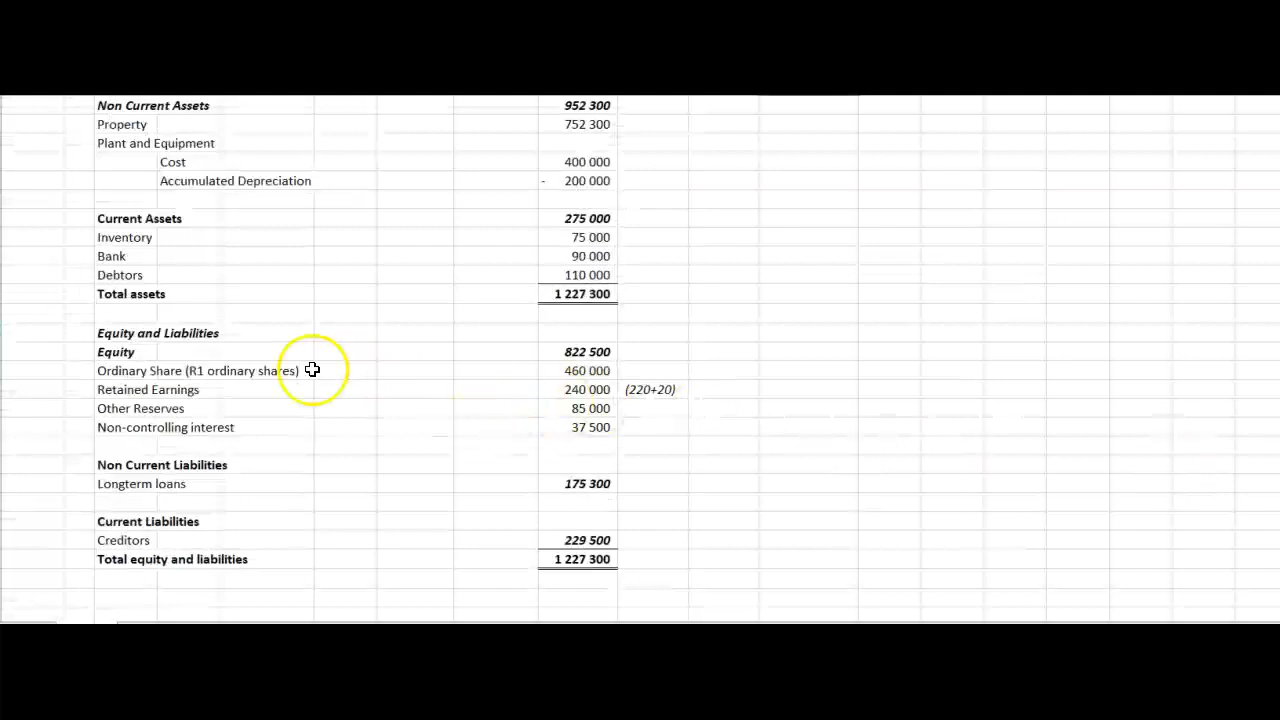 Non Current Assets 952 300
Property 752 300
Plant and Equipment
Cost 400 000
Accumulated Depreciation - 200 000
Current Assets 275 000
Inventory 75 000
Bank 90 000
Debtors 110 000
Total assets 1 227 300
Equity and Liabilities
Equity 822 500
Ordinary Share (R1 ordinary shares) 460 000
Retained Earnings 240 000 (220+20)
Other Reserves 85 000
Non-controlling interest 37 500
Non Current Liabilities
Longterm loans 175 300
Current Liabilities
Creditors 229 500
Total equity and liabilities 1 227 300